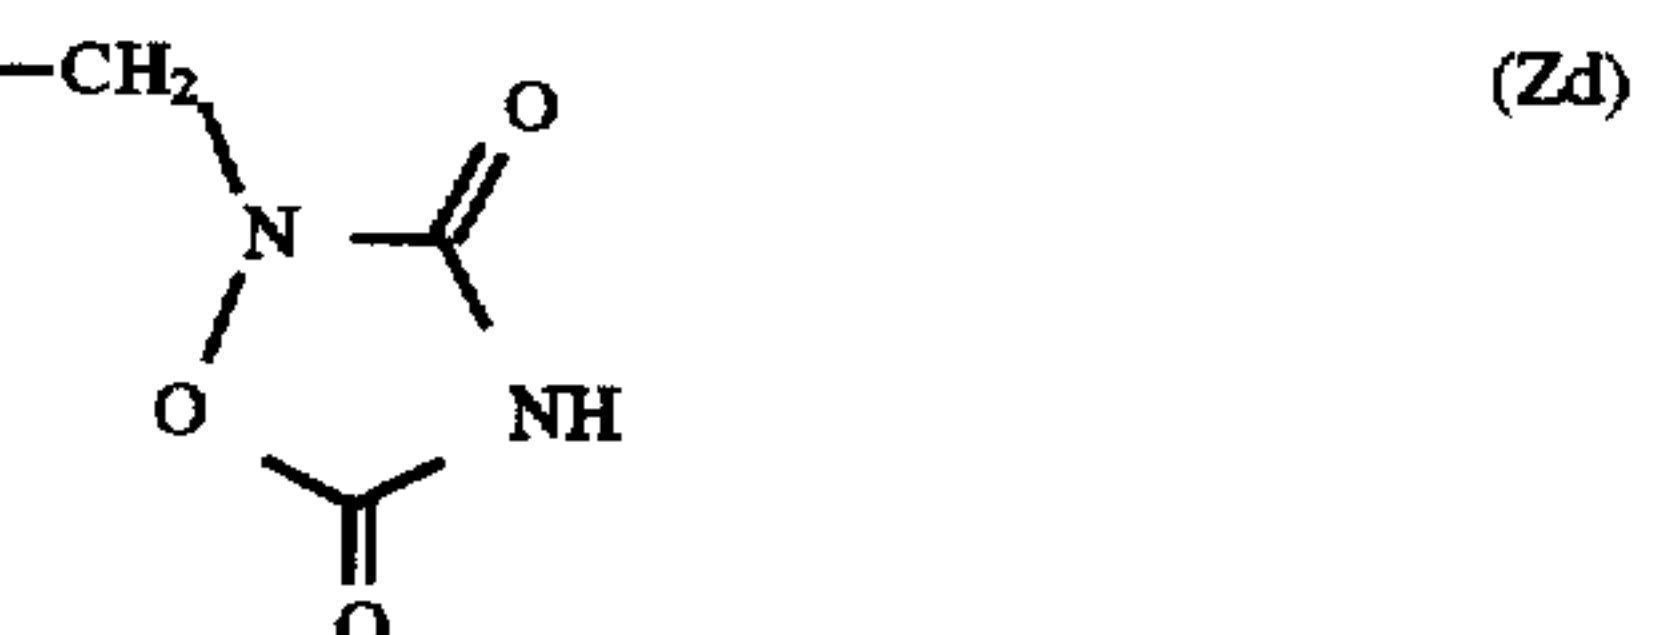 —CH₂ (Zd)
O
N
O NH
O